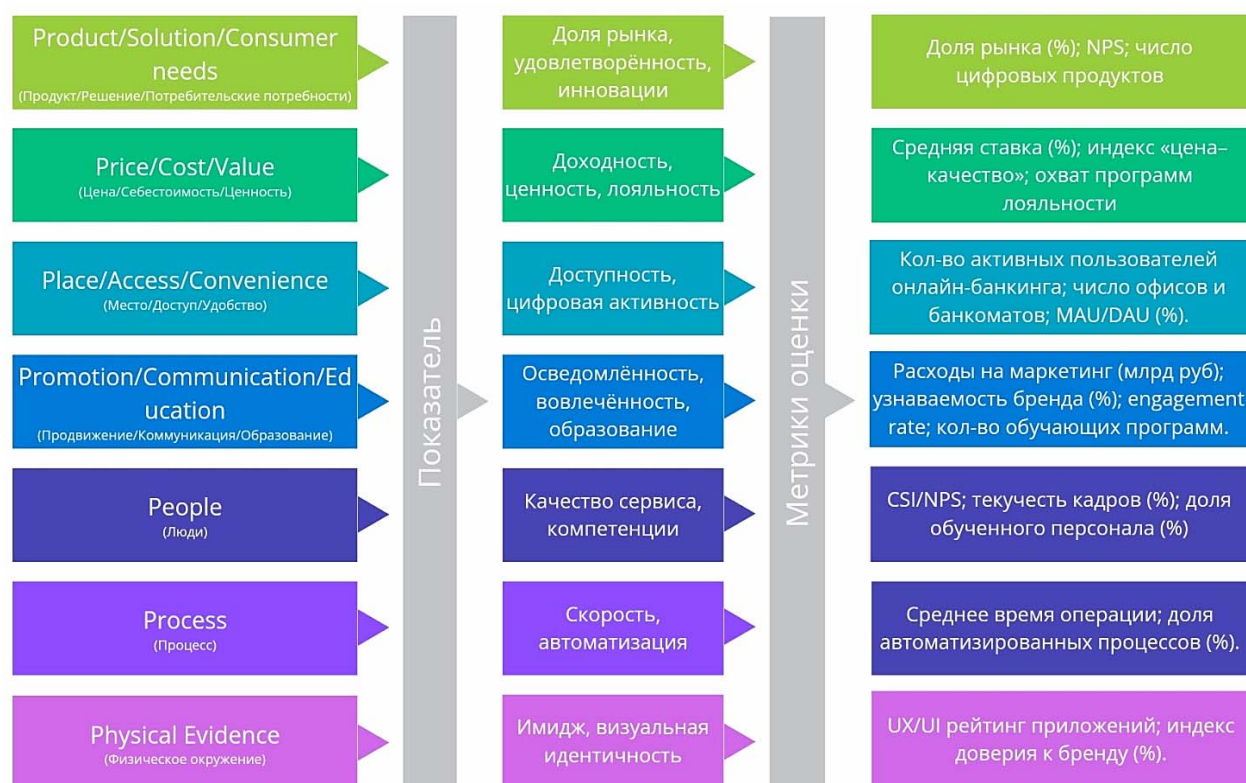 Product/Solution/Consumer
needs
(Продукт/Решение/Потребительские потребности)
Доля рынка,
удовлетворённость,
инновации
Доля рынка (%); NPS; число
цифровых продуктов
Price/Cost/Value
(Цена/Себестоимость/Ценность)
Доходность,
ценность, лояльность
Средняя ставка (%); индекс «цена–
качество»; охват программ
лояльности
Place/Access/Convenience
(Место/Доступ/Удобство)
Доступность,
цифровая активность
Кол-во активных пользователей
онлайн-банкинга; число офисов и
банкоматов; MAU/DAU (%).
Promotion/Communication/Ed
ucation
(Продвижение/Коммуникация/Образование)
Осведомлённость,
вовлечённость,
образование
Расходы на маркетинг (млрд руб);
узнаваемость бренда (%); engagement
rate; кол-во обучающих программ.
People
(Люди)
Качество сервиса,
компетенции
CSI/NPS; текучесть кадров (%); доля
обученного персонала (%)
Process
(Процесс)
Скорость,
автоматизация
Среднее время операции; доля
автоматизированных процессов (%).
Physical Evidence
(Физическое окружение)
Имидж, визуальная
идентичность
UX/UI рейтинг приложений; индекс
доверия к бренду (%).
Показатель
Метрики оценки